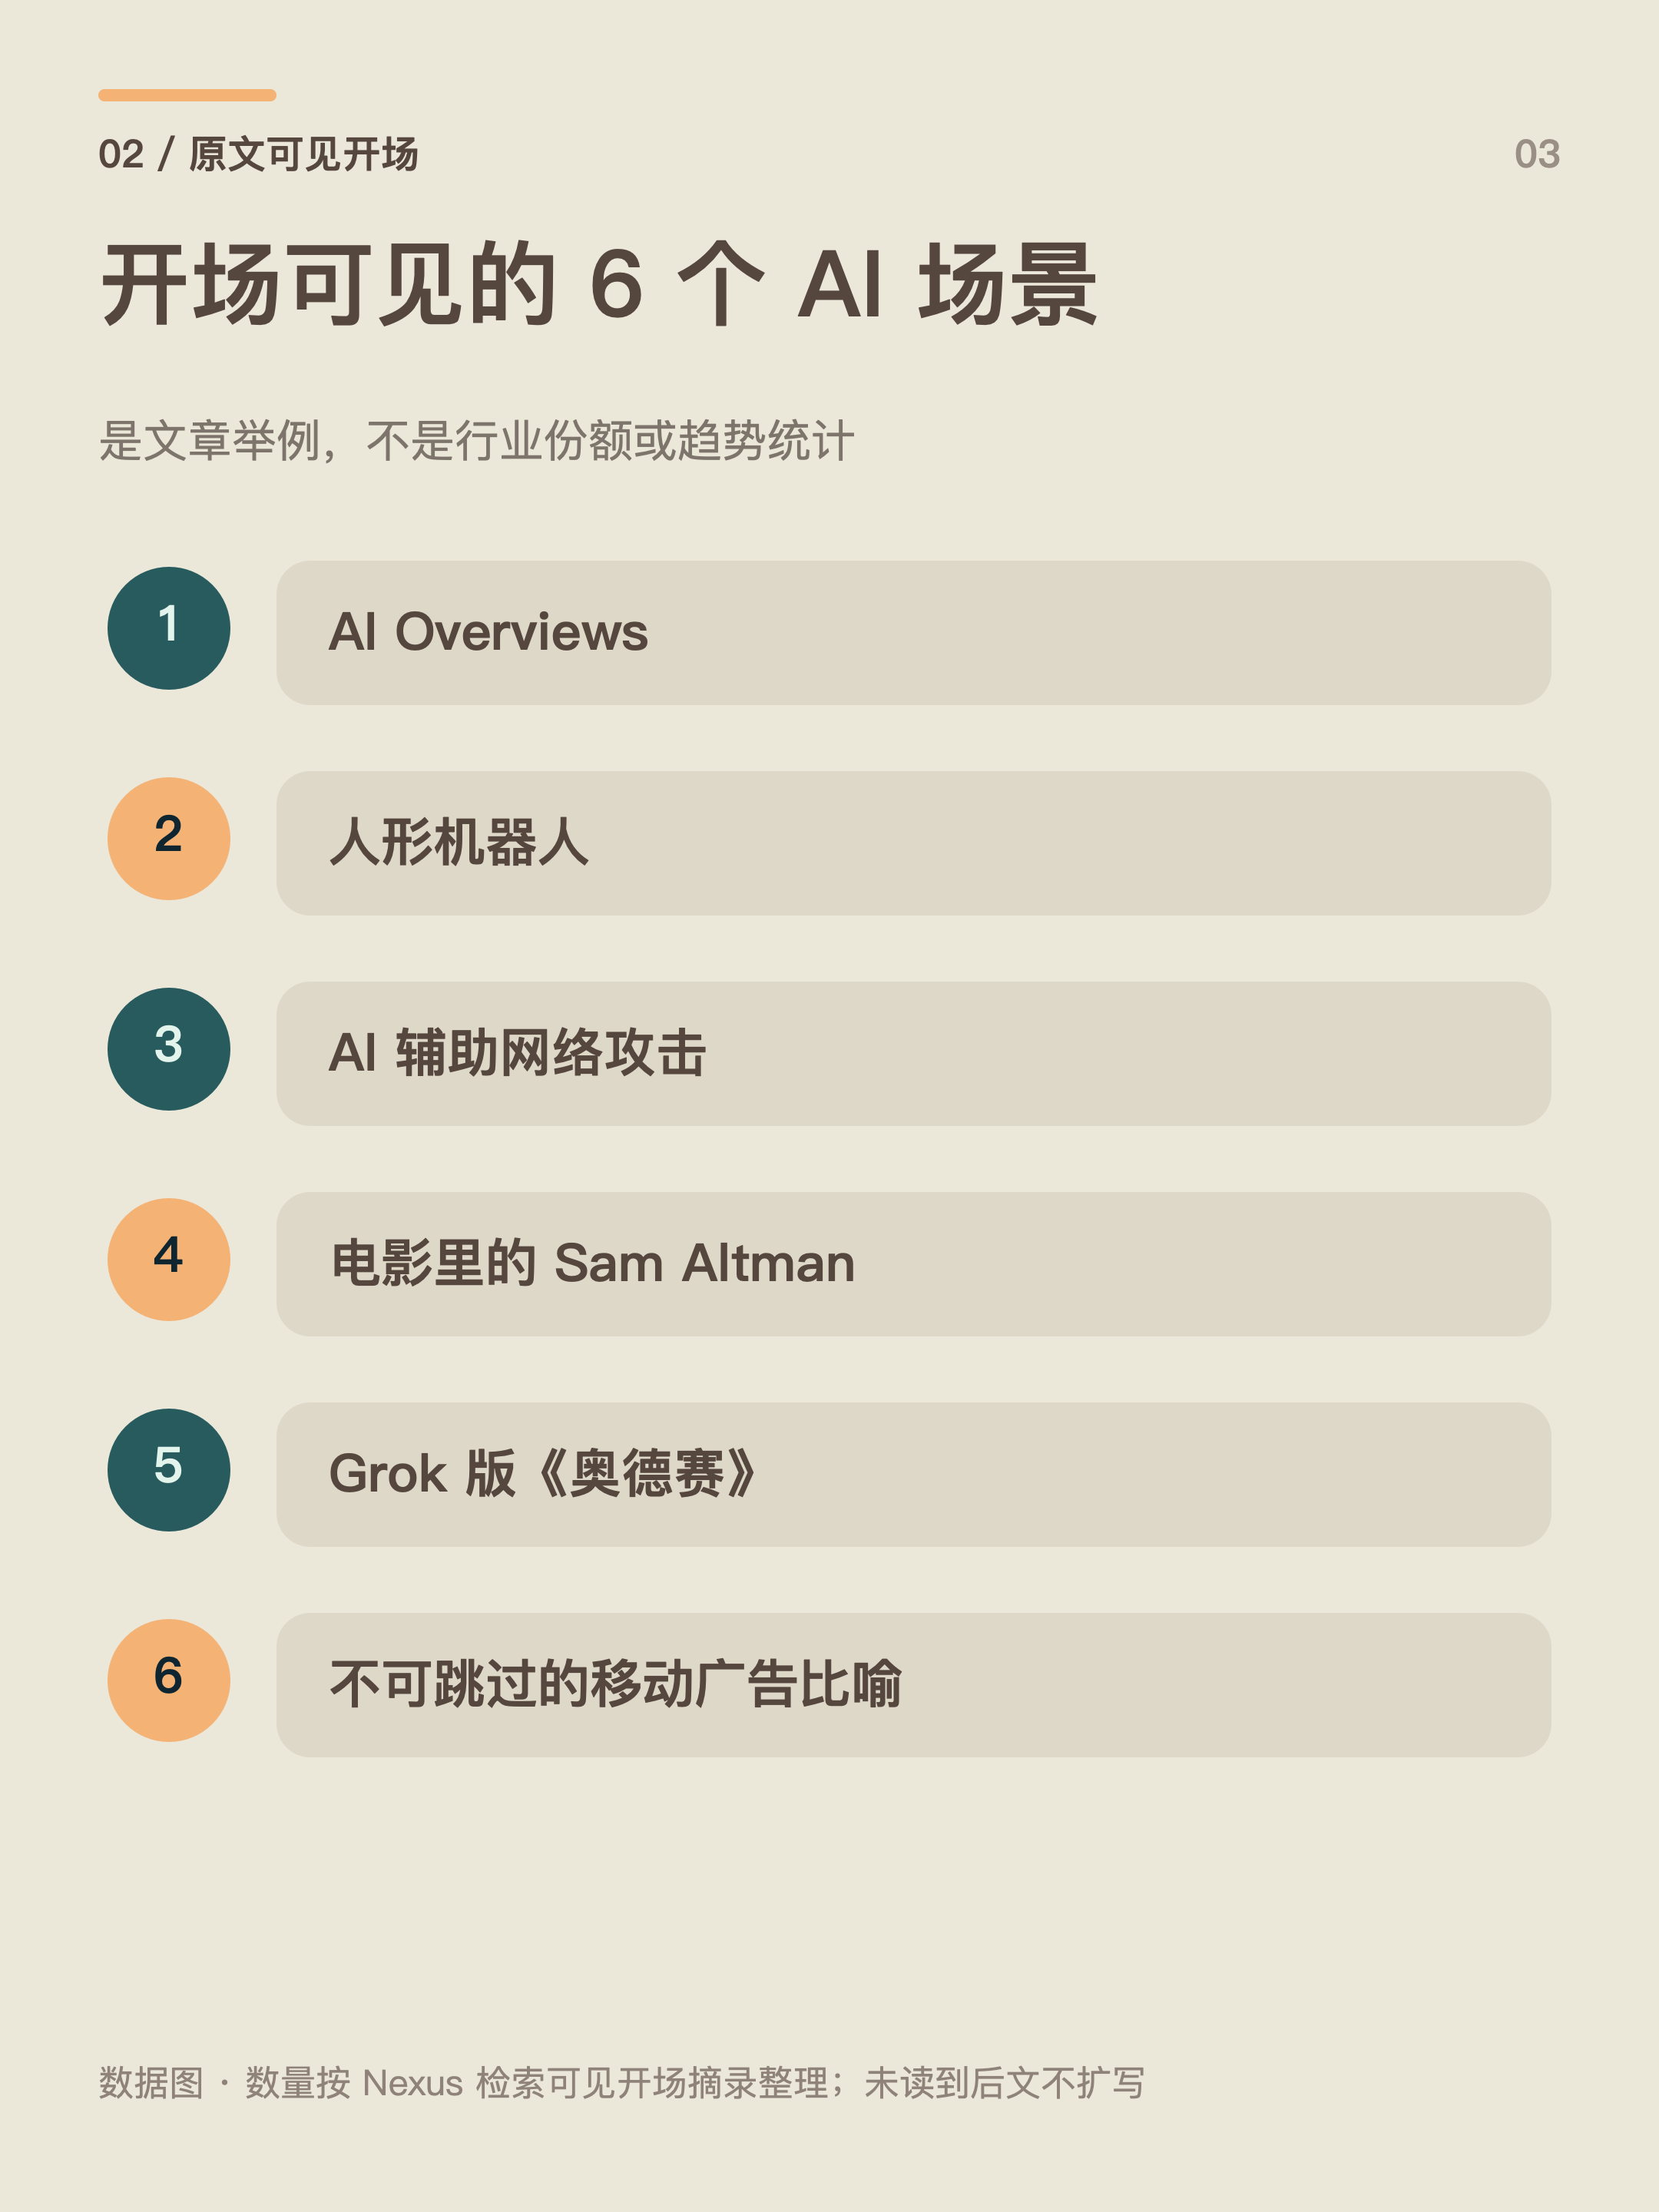 02 / 原文可见开场
03
开场可见的 6 个 AI 场景
是文章举例，不是行业份额或趋势统计
1
AI Overviews
2
人形机器人
3
AI 辅助网络攻击
4
电影里的 Sam Altman
5
Grok 版《奥德赛》
6
不可跳过的移动广告比喻
数据图 · 数量按 Nexus 检索可见开场摘录整理；未读到后文不扩写